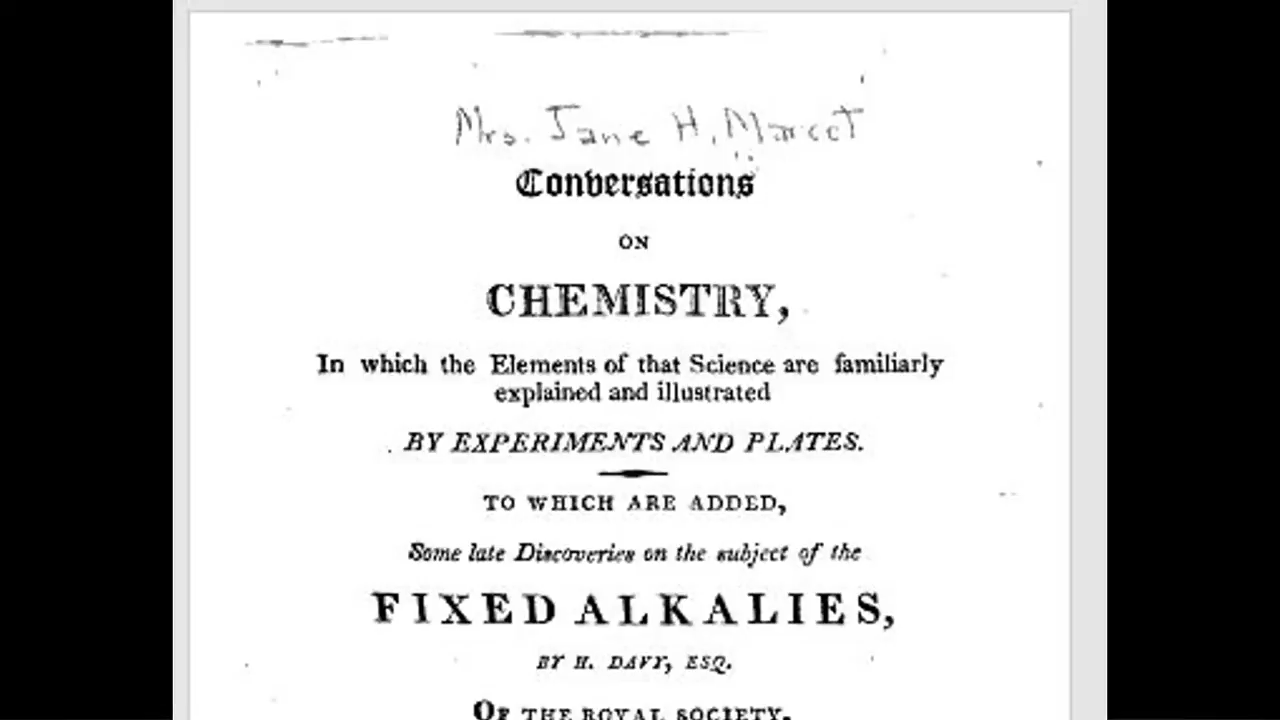 Mrs. Jane H. Marcet
Conversations
ON
CHEMISTRY,
In which the Elements of that Science are familiarly
explained and illustrated
BY EXPERIMENTS AND PLATES.
TO WHICH ARE ADDED,
Some late Discoveries on the subject of the
FIXED ALKALIES,
BY H. DAVY, ESQ.
OF THE ROYAL SOCIETY.